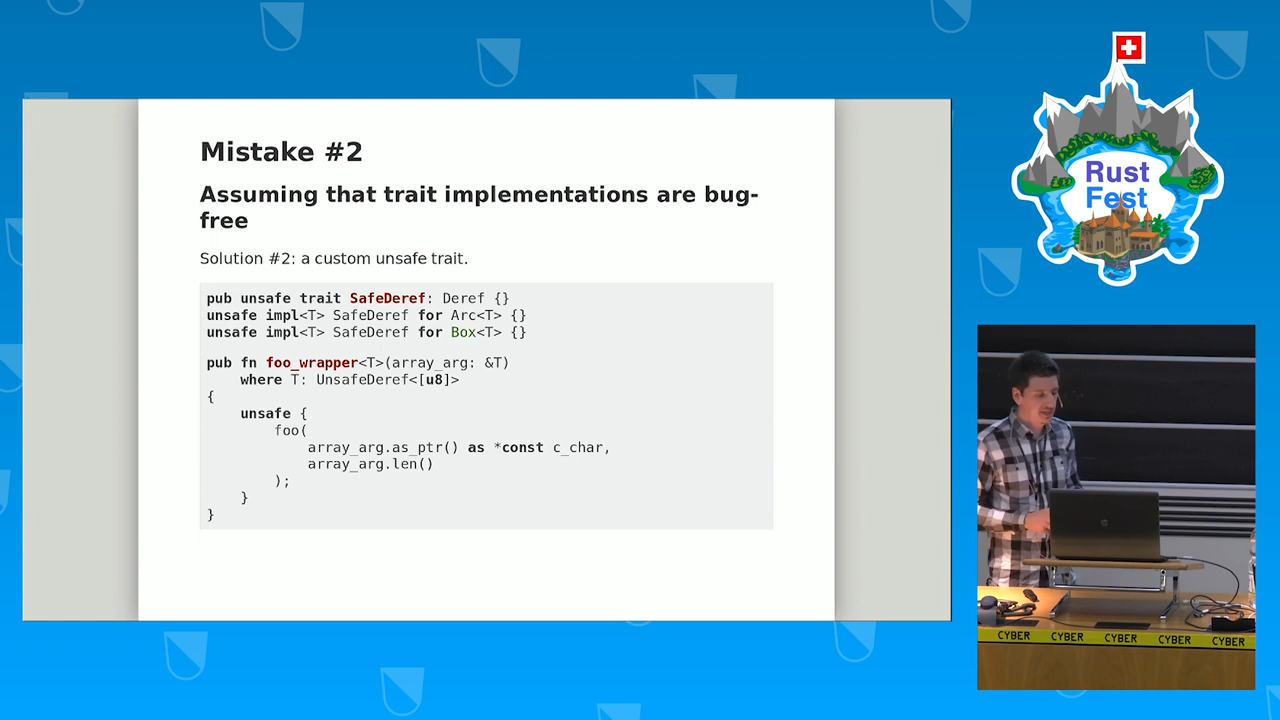 Mistake #2
Assuming that trait implementations are bug-
free
Solution #2: a custom unsafe trait.
pub unsafe trait SafeDeref: Deref {}
unsafe impl<T> SafeDeref for Arc<T> {}
unsafe impl<T> SafeDeref for Box<T> {}
pub fn foo_wrapper<T>(array_arg: &T)
    where T: UnsafeDeref<[u8]>
{
    unsafe {
        foo(
            array_arg.as_ptr() as *const c_char,
            array_arg.len()
        );
    }
}
Rust
Fest
CYBER CYBER CYBER CYBER CYBER